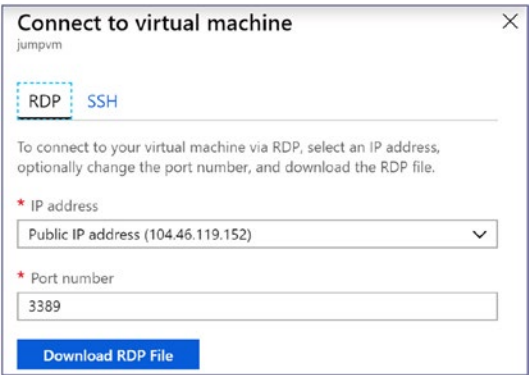 Connect to virtual machine
jumpvm
RDP SSH
To connect to your virtual machine via RDP, select an IP address,
optionally change the port number, and download the RDP file.
* IP address
Public IP address (104.46.119.152)
* Port number
3389
Download RDP File